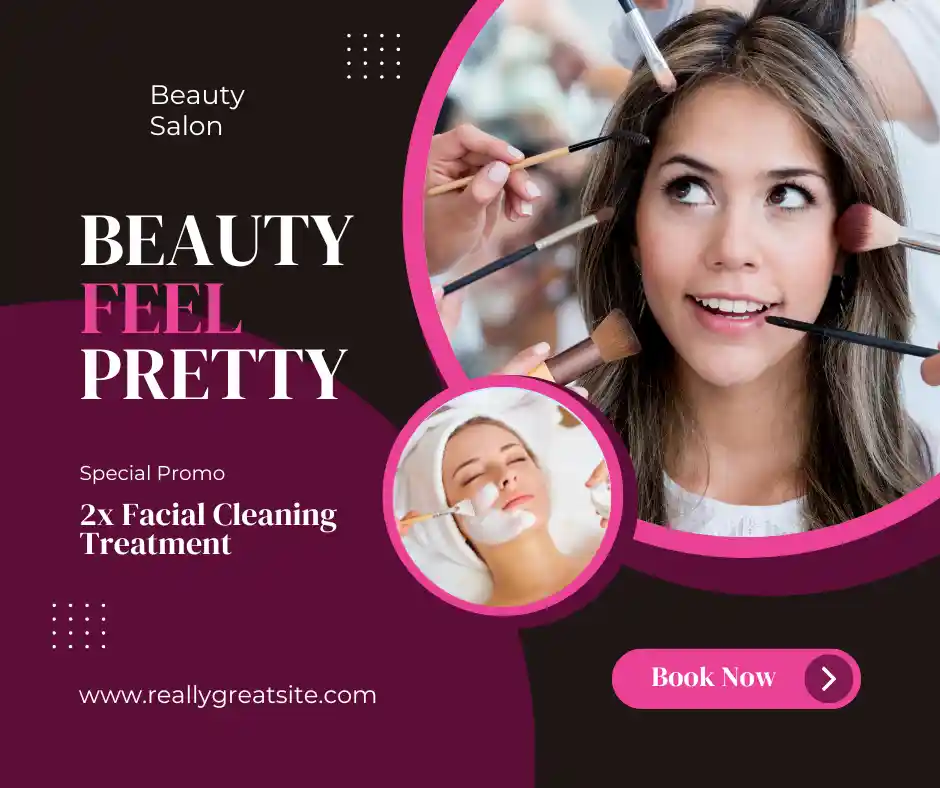 Beauty
Salon
BEAUTY
FEEL
PRETTY
Special Promo
2x Facial Cleaning
Treatment
www.reallygreatsite.com
Book Now